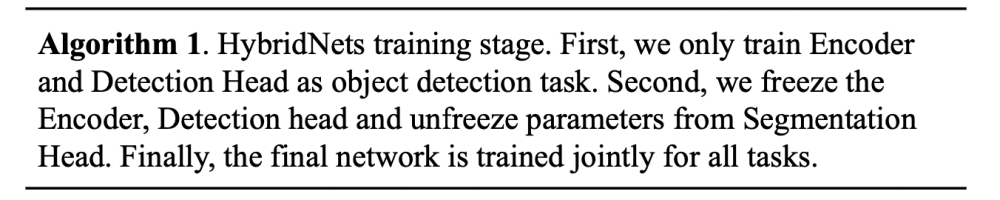 Algorithm 1. HybridNets training stage. First, we only train Encoder
and Detection Head as object detection task. Second, we freeze the
Encoder, Detection head and unfreeze parameters from Segmentation
Head. Finally, the final network is trained jointly for all tasks.